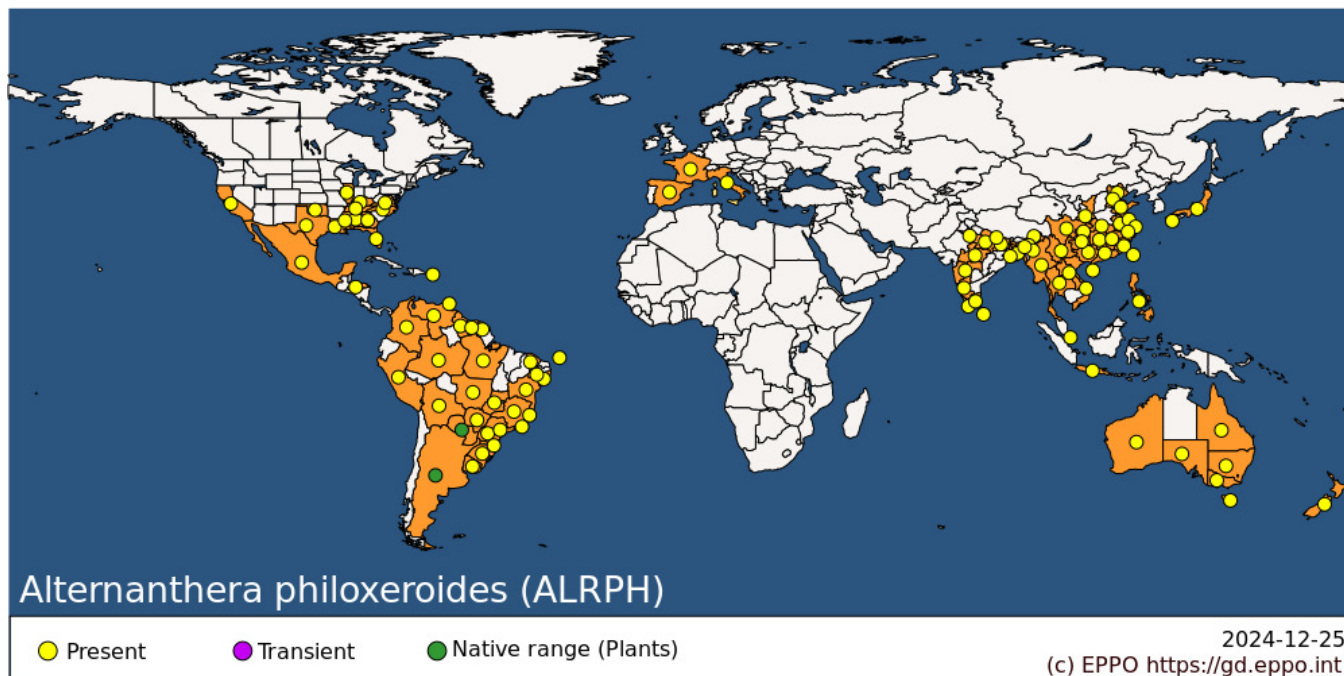 Alternanthera philoxeroides (ALRPH)
Present
Transient
Native range (Plants)
2024-12-25
(c) EPPO https://gd.eppo.int